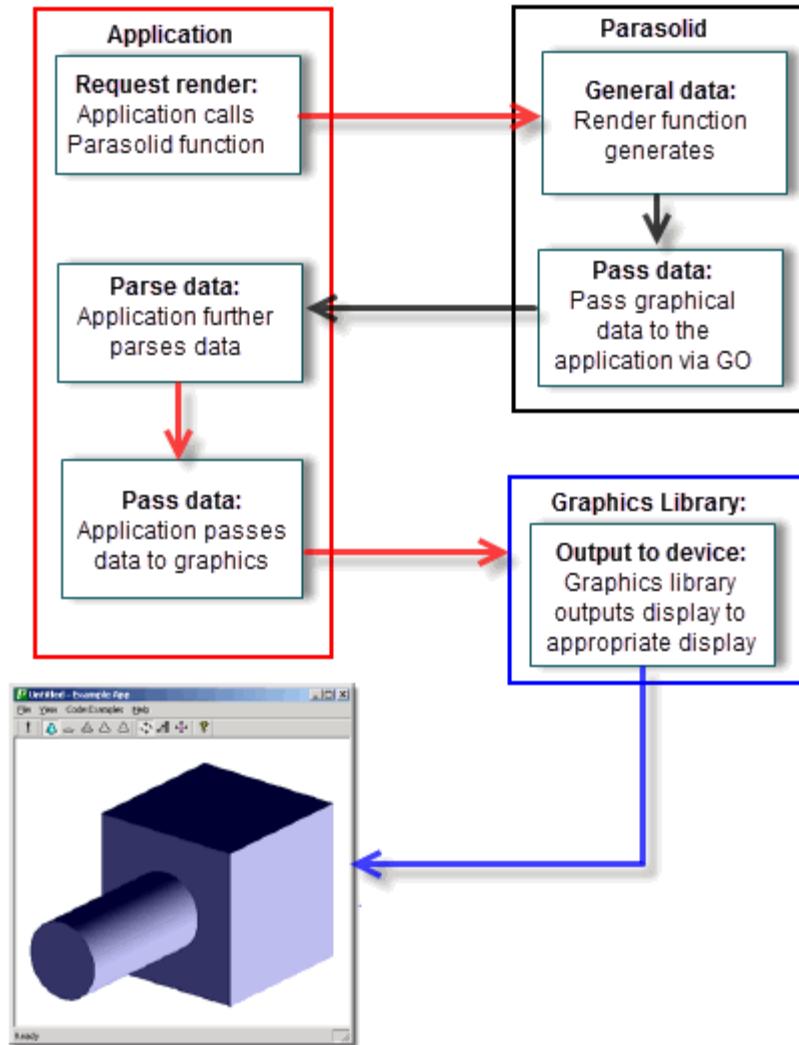 Application
Request render:
Application calls
Parasolid function
Parasolid
General data:
Render function
generates
Pass data:
Pass graphical
data to the
application via GO
Parse data:
Application further
parses data
Pass data:
Application passes
data to graphics
Graphics Library:
Output to device:
Graphics library
outputs display to
appropriate display
Untitled - Example App
File View Code Examples Help
Ready